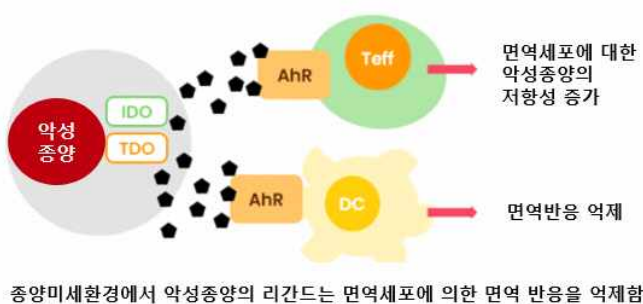 악성
종양
IDO
TDO
AhR
Teff
면역세포에 대한
악성종양의
저항성 증가
AhR
DC
면역반응 억제
종양미세환경에서 악성종양의 리간드는 면역세포에 의한 면역 반응을 억제함